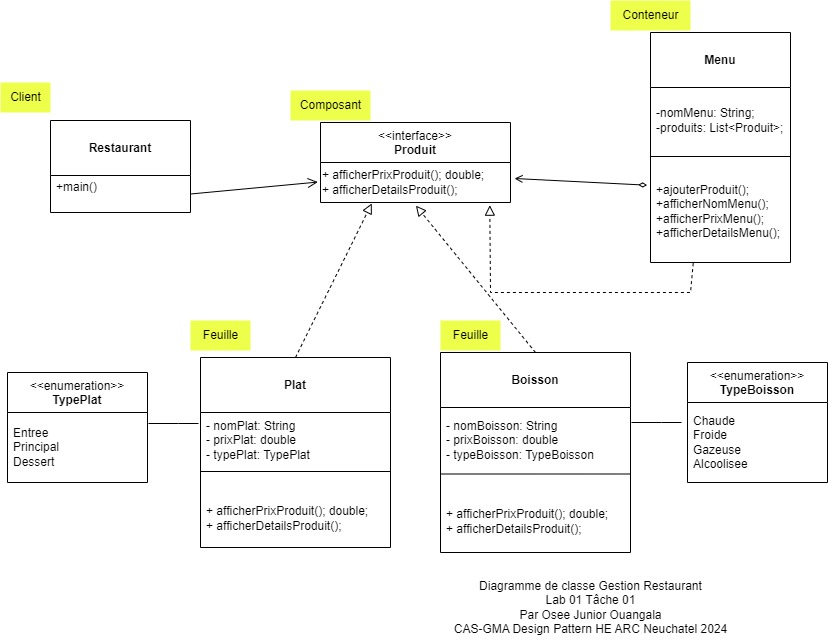 Conteneur
Menu
-nomMenu: String;
-produits: List<Produit>;
+ajouterProduit();
+afficherNomMenu();
+afficherPrixMenu();
+afficherDetailsMenu();
Client
Restaurant
+main()
Composant
<<interface>>
Produit
+ afficherPrixProduit(); double;
+ afficherDetailsProduit();
Feuille
Plat
- nomPlat: String
- prixPlat: double
- typePlat: TypePlat
+ afficherPrixProduit(); double;
+ afficherDetailsProduit();
<<enumeration>>
TypePlat
Entree
Principal
Dessert
Feuille
Boisson
- nomBoisson: String
- prixBoisson: double
- typeBoisson: TypeBoisson
+ afficherPrixProduit(); double;
+ afficherDetailsProduit();
<<enumeration>>
TypeBoisson
Chaude
Froide
Gazeuse
Alcoolisee
Diagramme de classe Gestion Restaurant
Lab 01 Tâche 01
Par Osee Junior Ouangala
CAS-GMA Design Pattern HE ARC Neuchatel 2024